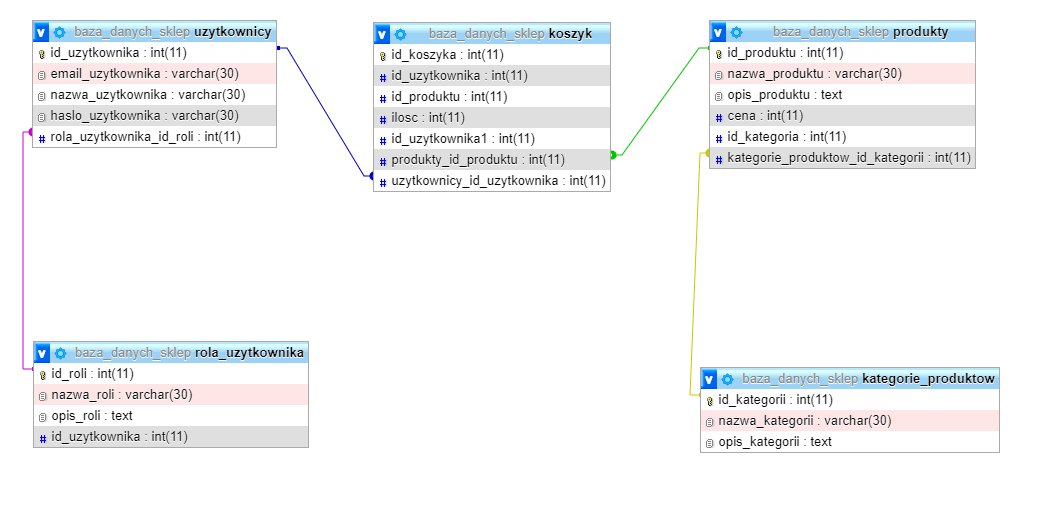 v baza_danych_sklep uzytkownicy
id_uzytkownika : int(11)
email_uzytkownika : varchar(30)
nazwa_uzytkownika : varchar(30)
haslo_uzytkownika : varchar(30)
# rola_uzytkownika_id_roli : int(11)
v baza_danych_sklep koszyk
id_koszyka : int(11)
# id_uzytkownika : int(11)
# id_produktu : int(11)
# ilosc : int(11)
# id_uzytkownika1 : int(11)
# produkty_id_produktu : int(11)
# uzytkownicy_id_uzytkownika : int(11)
v baza_danych_sklep produkty
id_produktu : int(11)
nazwa_produktu : varchar(30)
opis_produktu : text
# cena : int(11)
# id_kategoria : int(11)
# kategorie_produktow_id_kategorii : int(11)
v baza_danych_sklep rola_uzytkownika
id_roli : int(11)
nazwa_roli : varchar(30)
opis_roli : text
# id_uzytkownika : int(11)
v baza_danych_sklep kategorie_produktow
id_kategorii : int(11)
nazwa_kategorii : varchar(30)
opis_kategorii : text